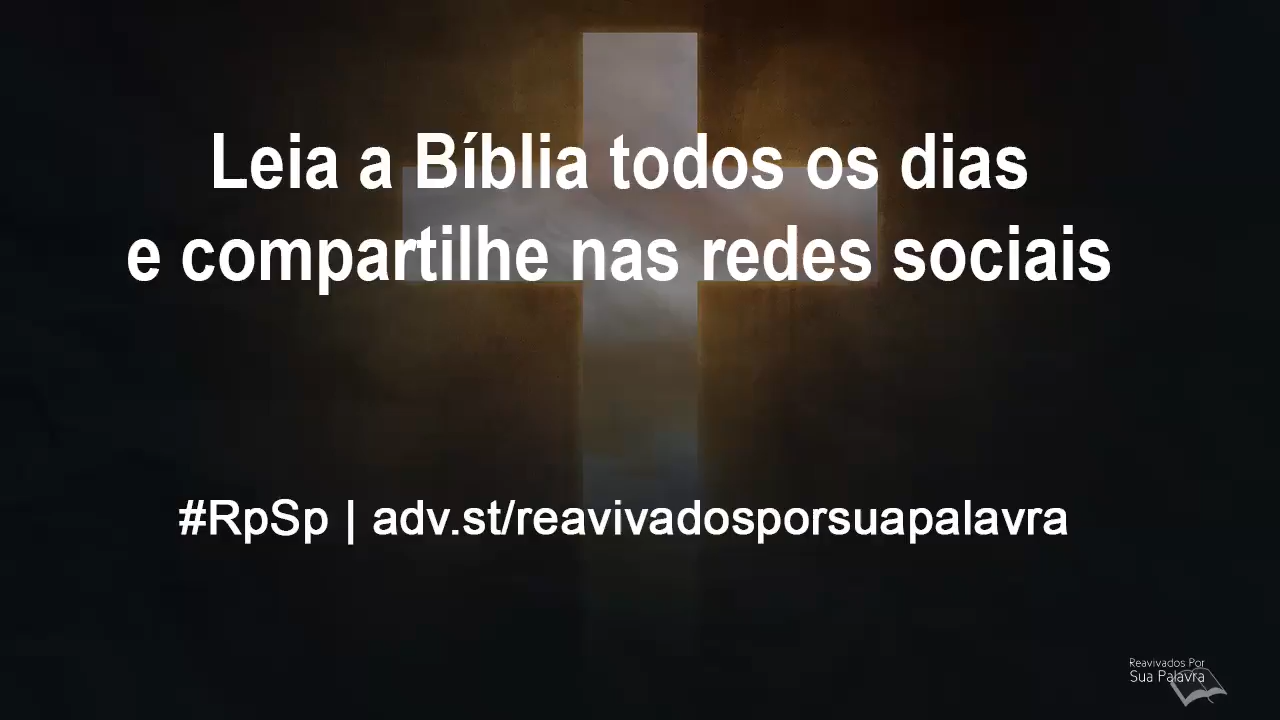 Leia a Bíblia todos os dias
e compartilhe nas redes sociais
#RpSp | adv.st/reavivadosporsuapalavra
Reavivados Por
Sua Palavra